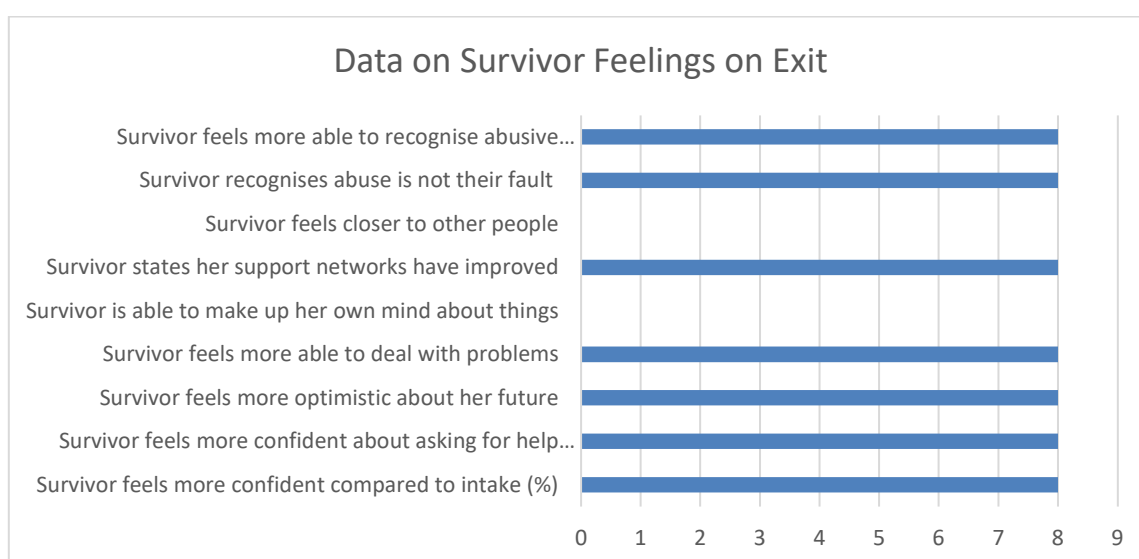 Data on Survivor Feelings on Exit
Survivor feels more able to recognise abusive...
Survivor recognises abuse is not their fault
Survivor feels closer to other people
Survivor states her support networks have improved
Survivor is able to make up her own mind about things
Survivor feels more able to deal with problems
Survivor feels more optimistic about her future
Survivor feels more confident about asking for help...
Survivor feels more confident compared to intake (%)
0 1 2 3 4 5 6 7 8 9